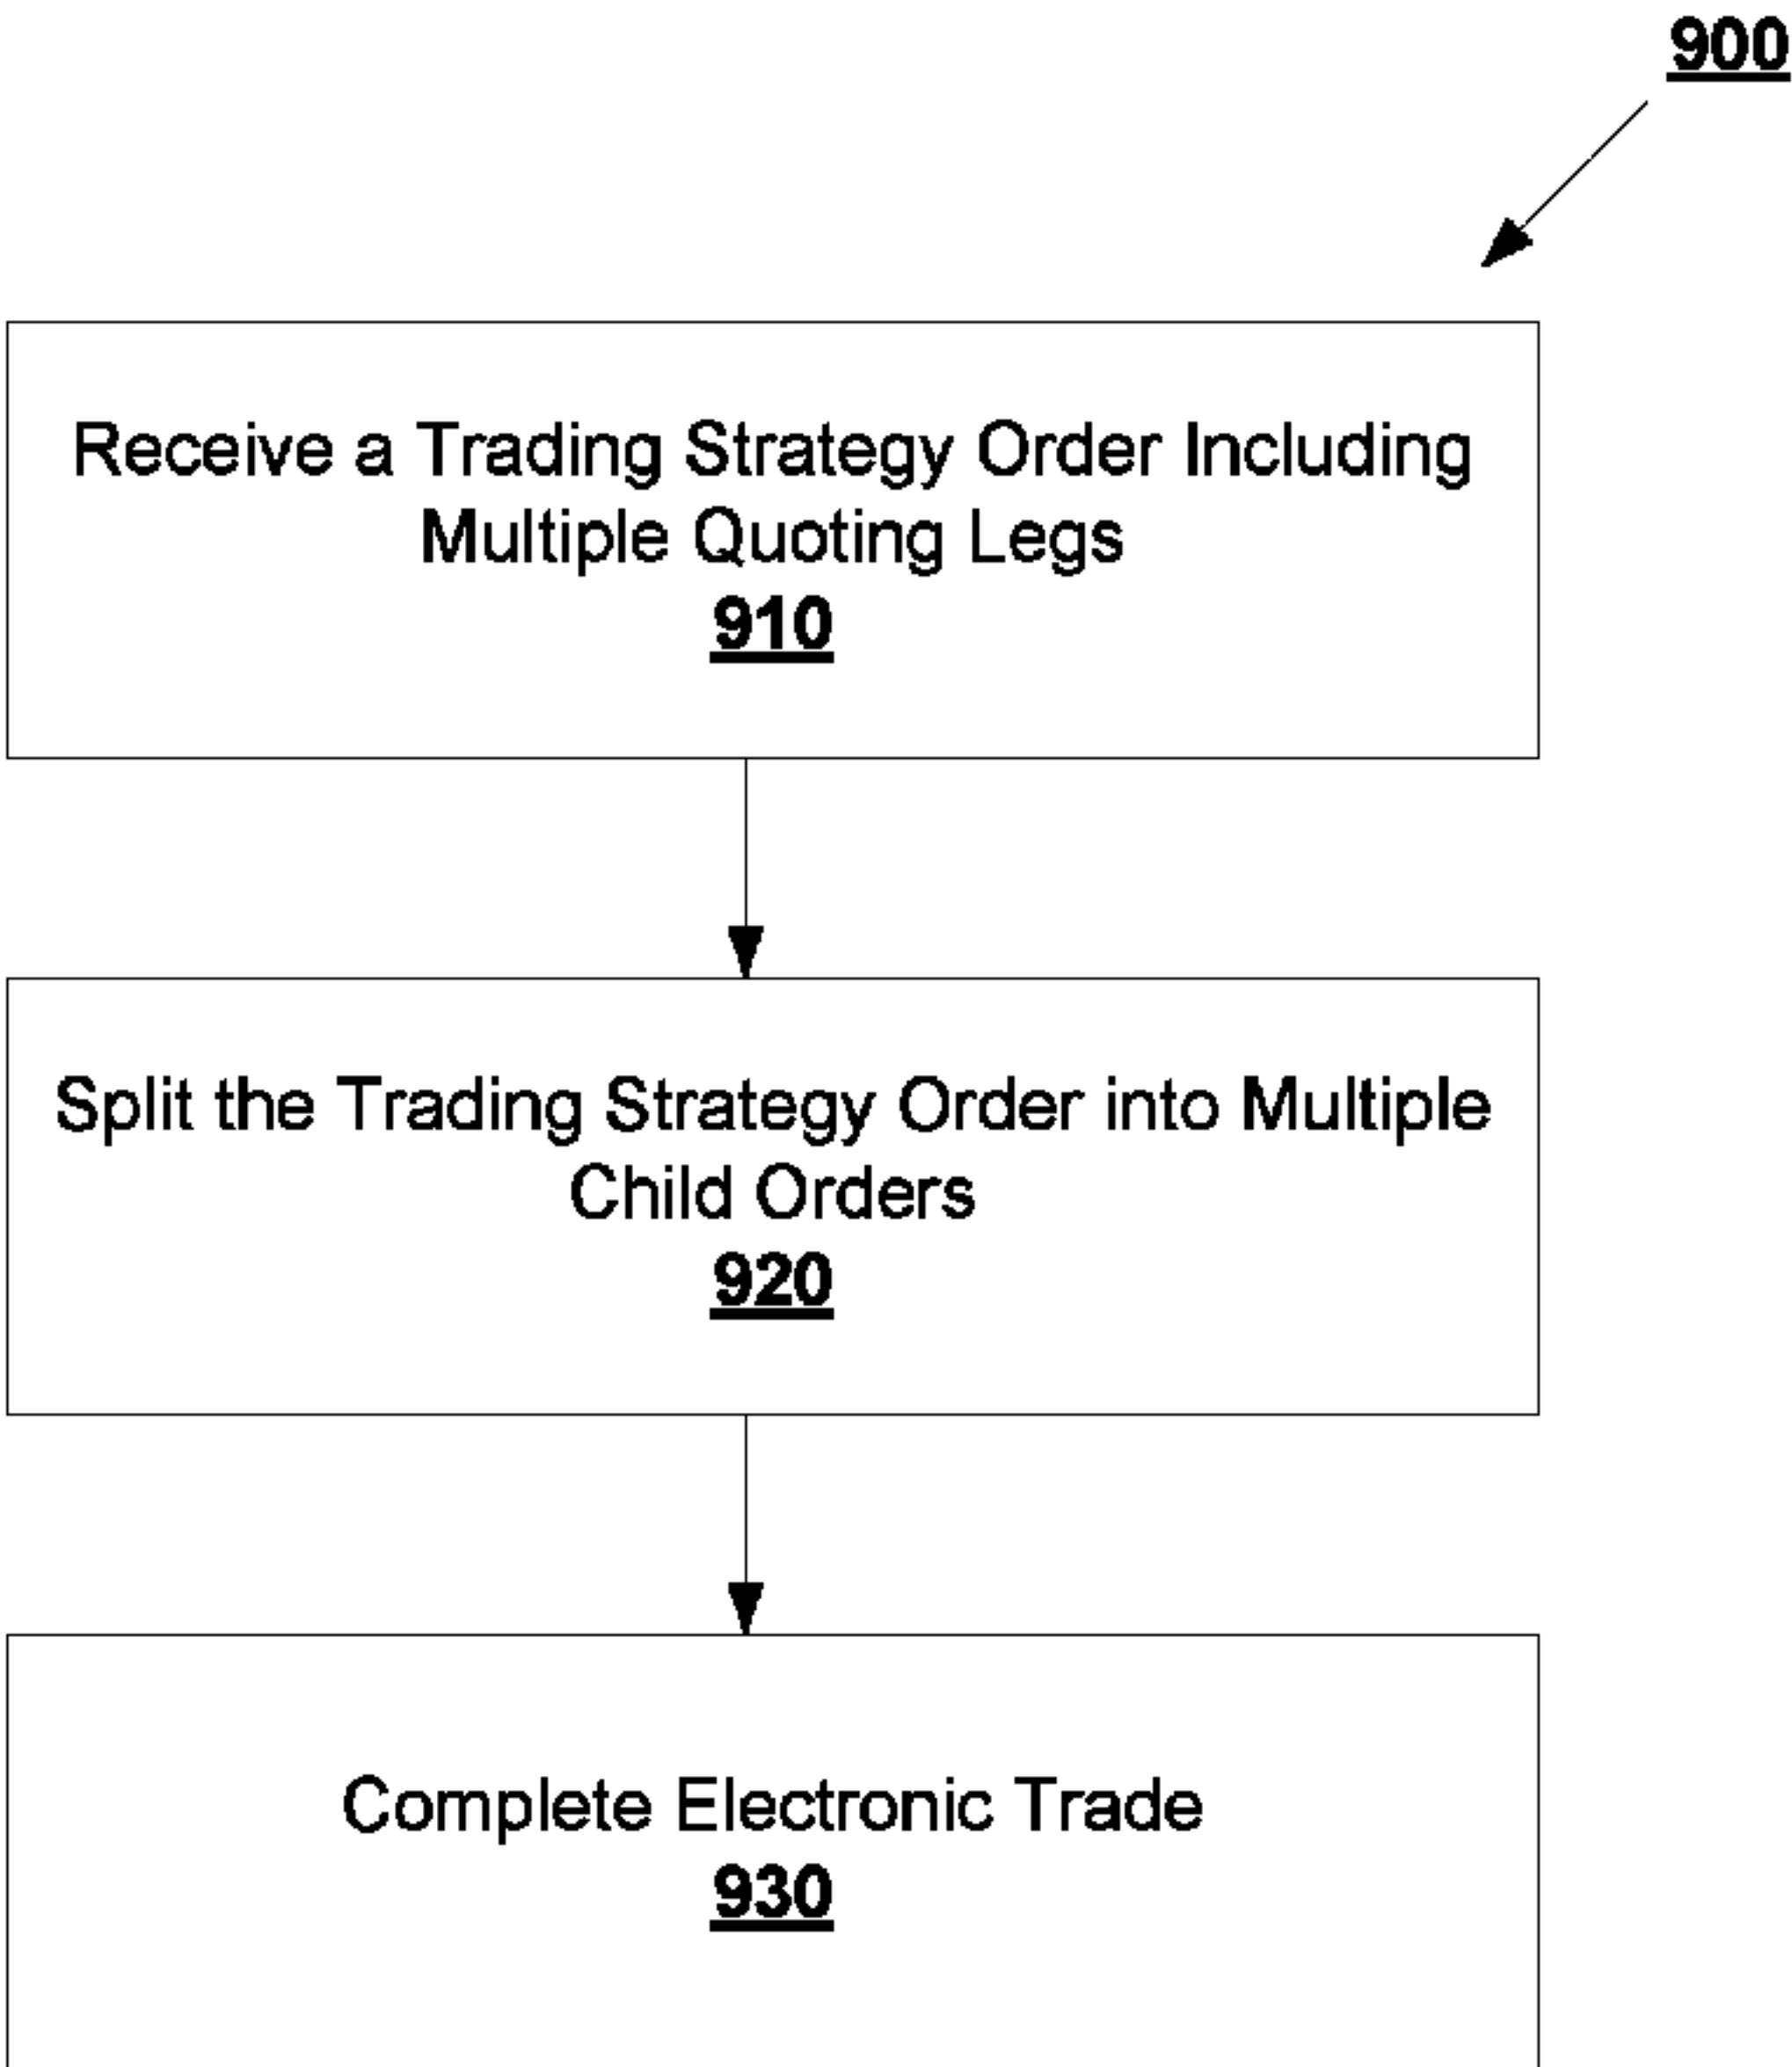 900
Receive a Trading Strategy Order Including
Multiple Quoting Legs
910
Split the Trading Strategy Order into Multiple
Child Orders
920
Complete Electronic Trade
930